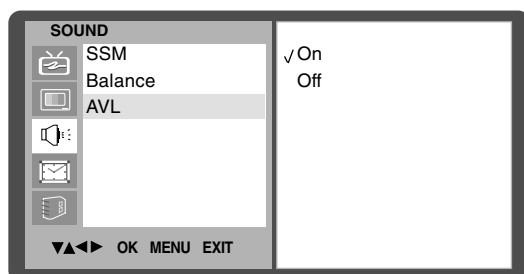 SOUND
SSM
Balance
AVL
▼▲◀▶ OK MENU EXIT
√ On
Off